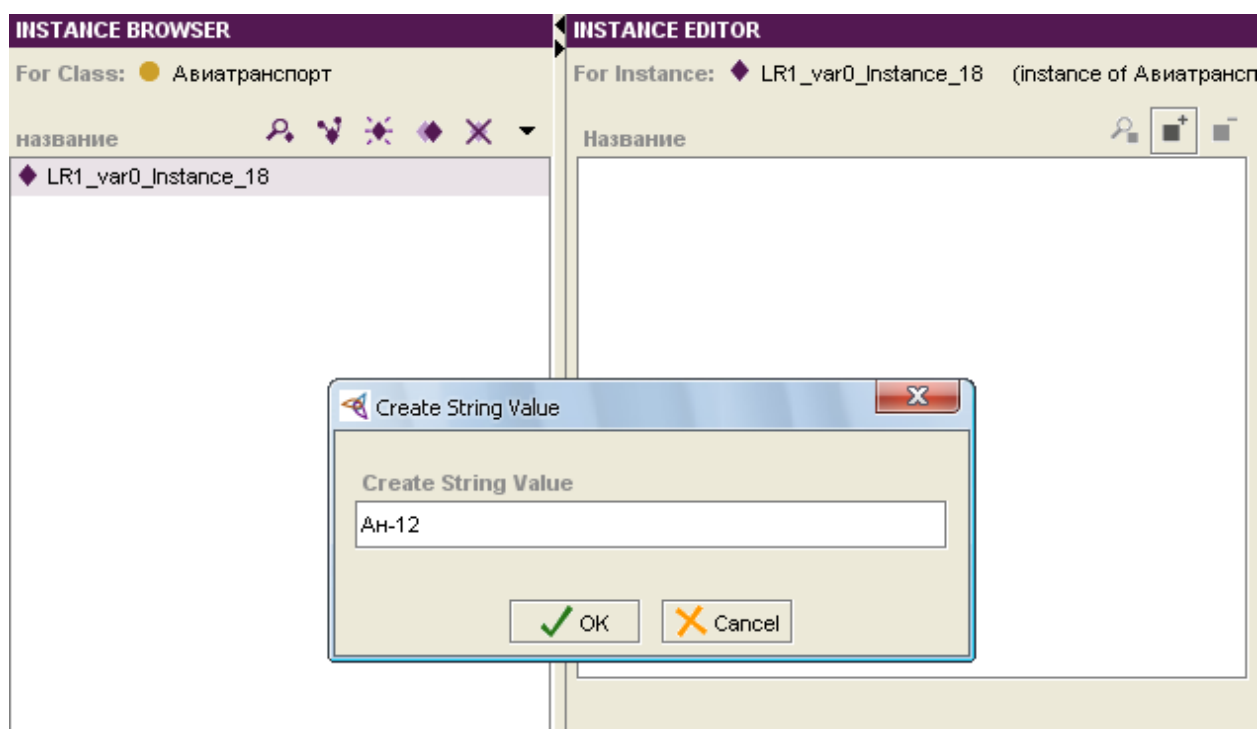 INSTANCE BROWSER
For Class: Авиатранспорт
название
LR1_var0_Instance_18
INSTANCE EDITOR
For Instance: LR1_var0_Instance_18 (instance of Авиатрансп
Название
Create String Value
Create String Value
Ан-12
OK
Cancel